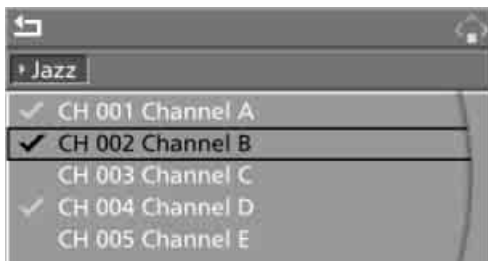 Jazz
CH 001 Channel A
CH 002 Channel B
CH 003 Channel C
CH 004 Channel D
CH 005 Channel E